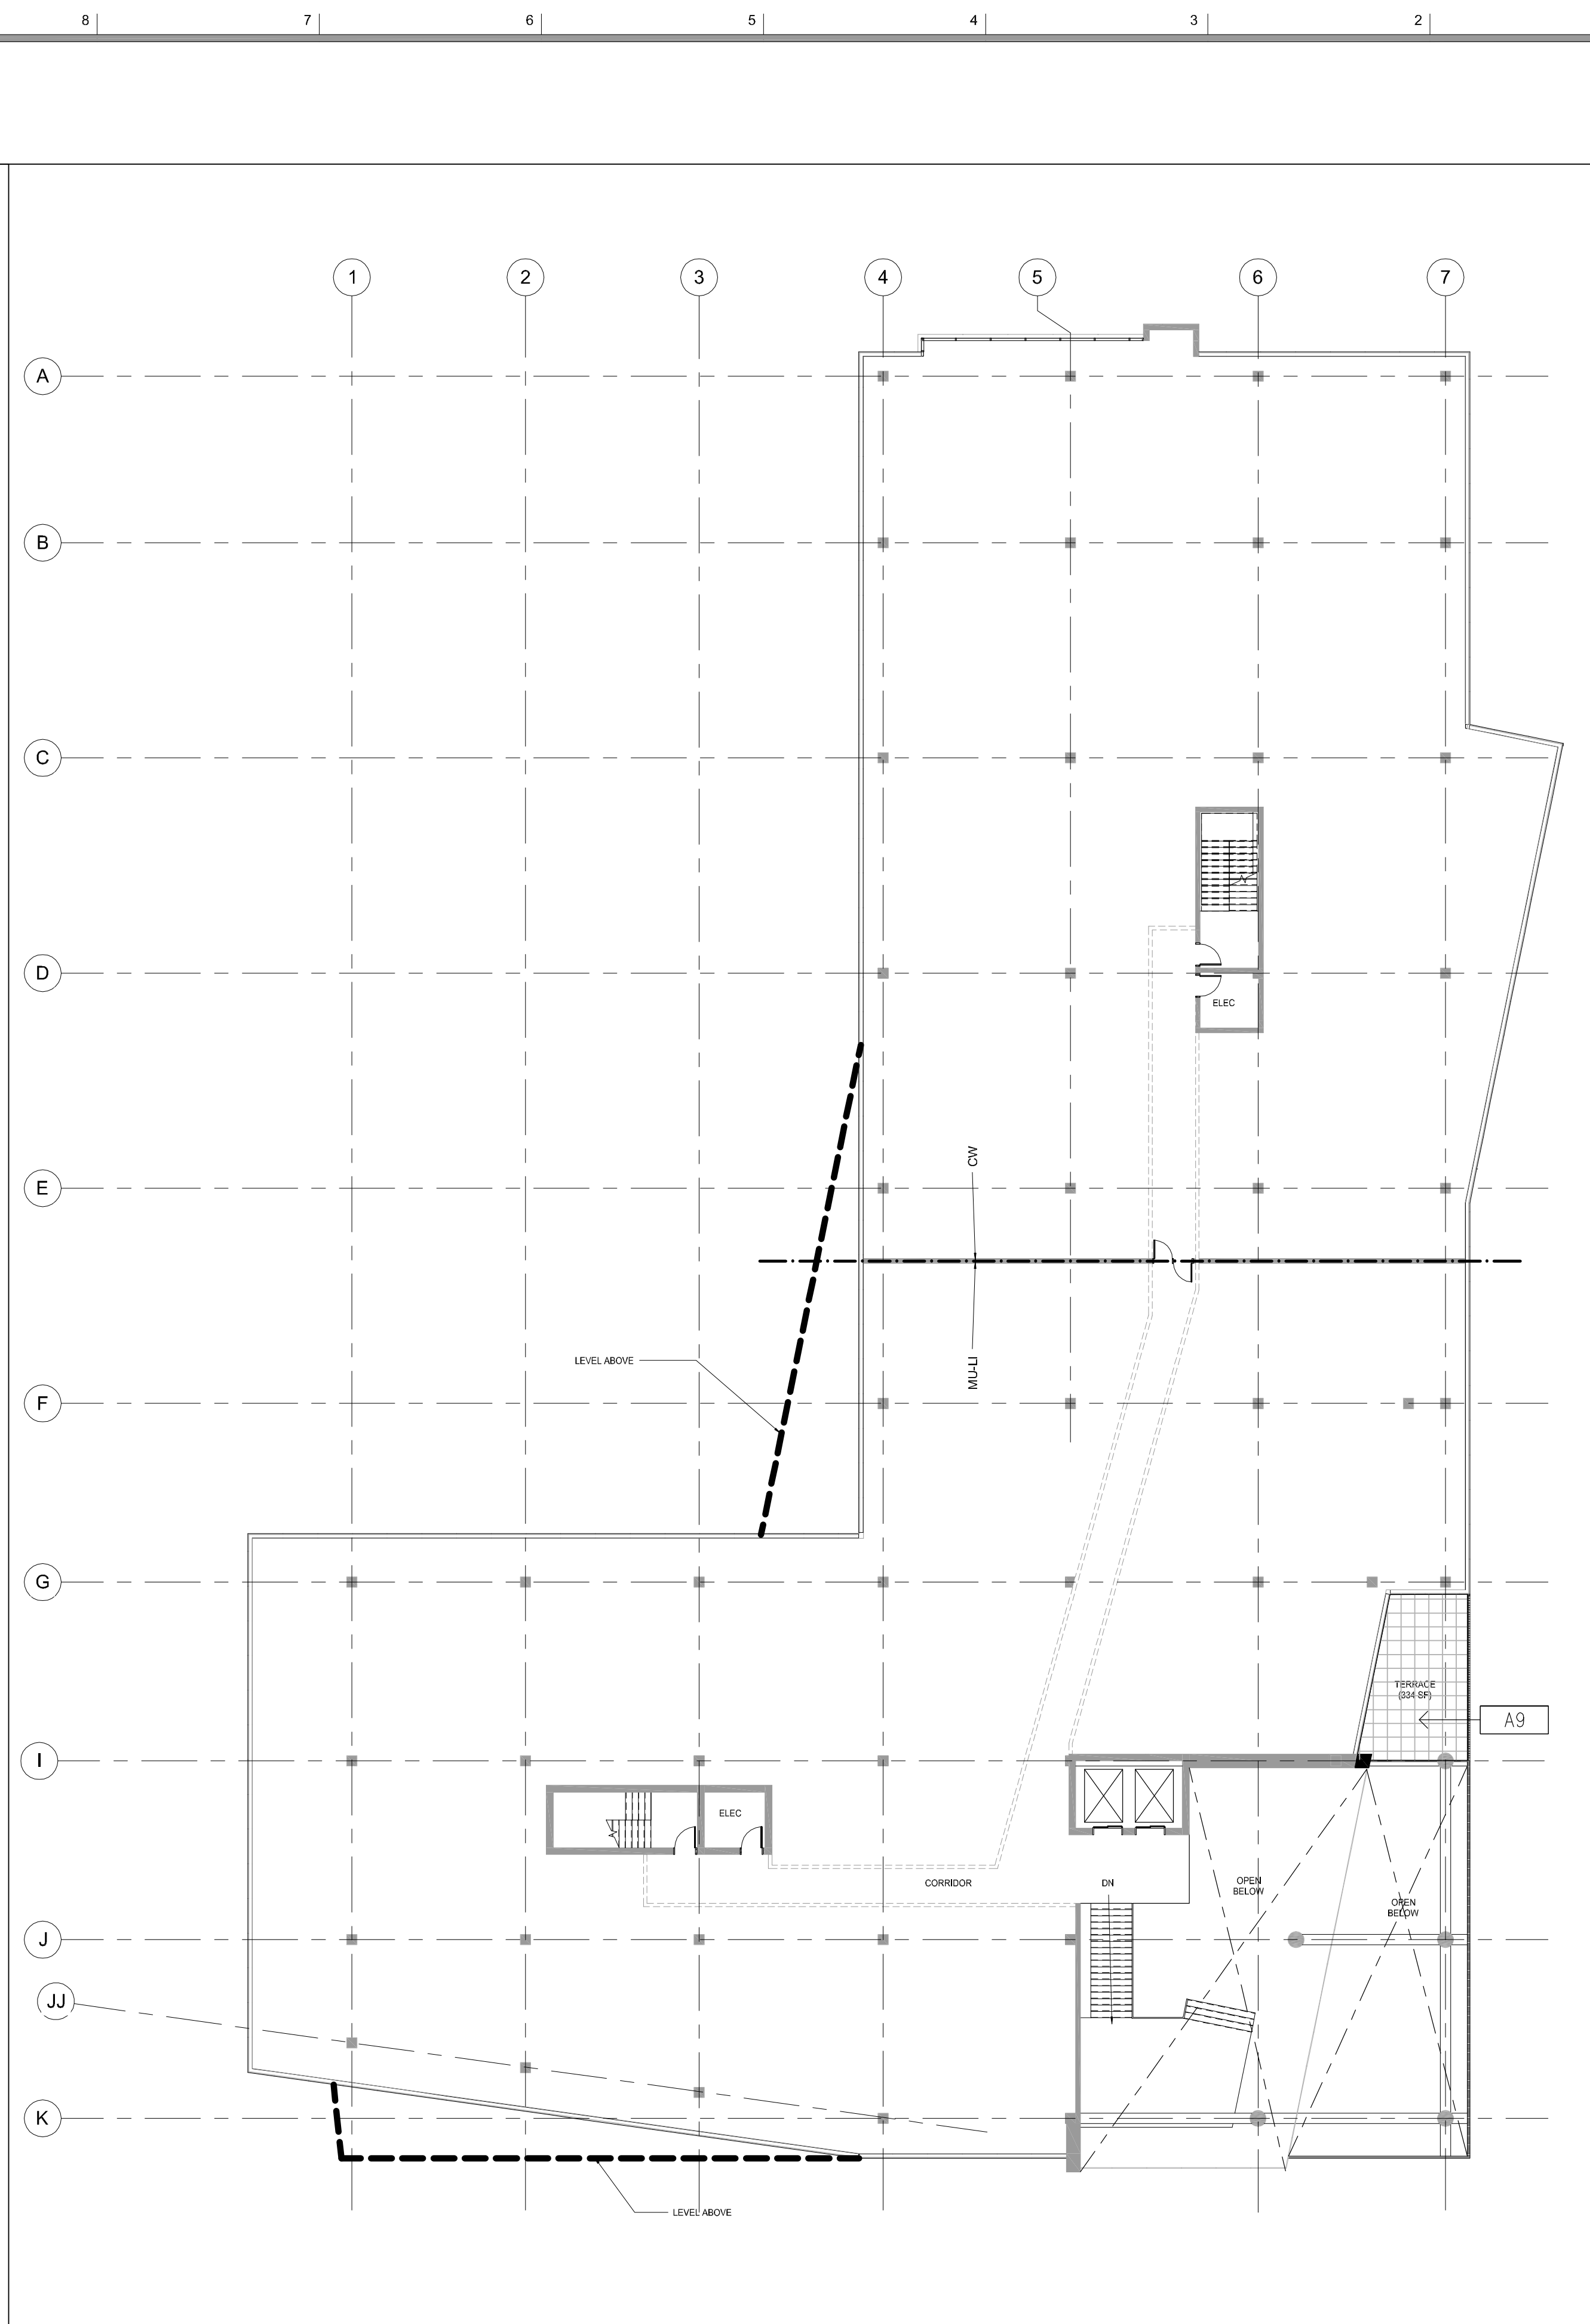 8 7 6 5 4 3 2
1 2 3 4 5 6 7
A
B
C
D
ELEC
CW
E
LEVEL ABOVE
MU-LI
F
G
TERRACE
(334 SF)
A9
I
ELEC
CORRIDOR
DN
OPEN
BELOW
OPEN
BELOW
J
JJ
K
LEVEL ABOVE